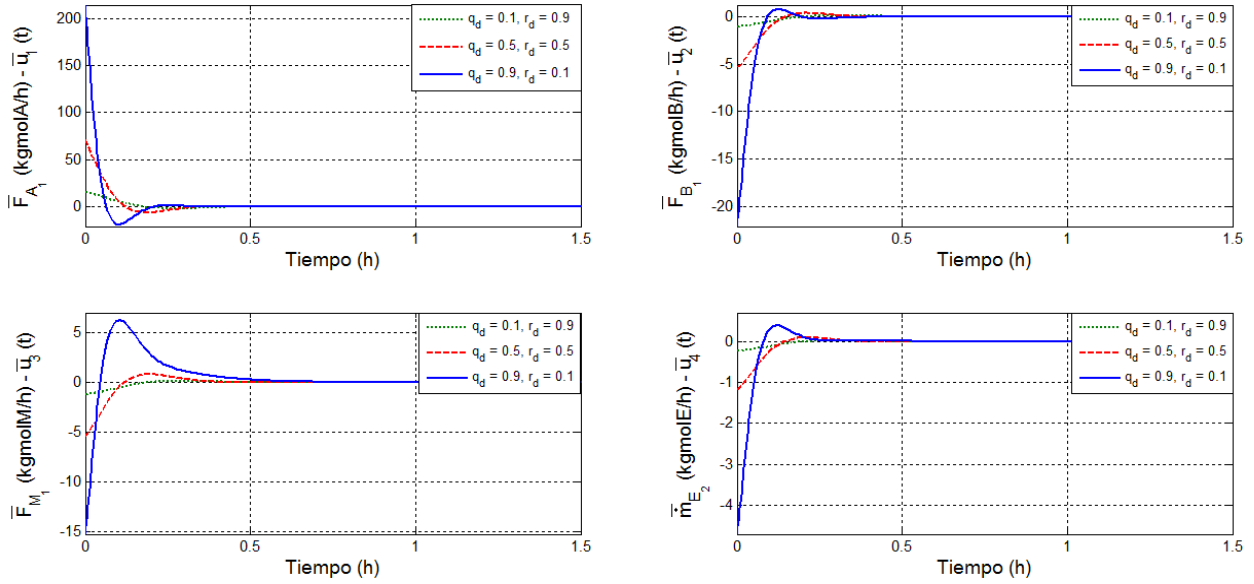 F̅_A₁ (kgmolA/h) - u̅₁ (t)
200
150
100
50
0
0
0.5
1
1.5
Tiempo (h)
q_d = 0.1, r_d = 0.9
q_d = 0.5, r_d = 0.5
q_d = 0.9, r_d = 0.1
F̅_B₁ (kgmolB/h) - u̅₂ (t)
0
-5
-10
-15
-20
0
0.5
1
1.5
Tiempo (h)
q_d = 0.1, r_d = 0.9
q_d = 0.5, r_d = 0.5
q_d = 0.9, r_d = 0.1
F̅_M₁ (kgmolM/h) - u̅₃ (t)
5
0
-5
-10
-15
0
0.5
1
1.5
Tiempo (h)
q_d = 0.1, r_d = 0.9
q_d = 0.5, r_d = 0.5
q_d = 0.9, r_d = 0.1
ṁ̅_E₂ (kgmolE/h) - u̅₄ (t)
0
-1
-2
-3
-4
0
0.5
1
1.5
Tiempo (h)
q_d = 0.1, r_d = 0.9
q_d = 0.5, r_d = 0.5
q_d = 0.9, r_d = 0.1